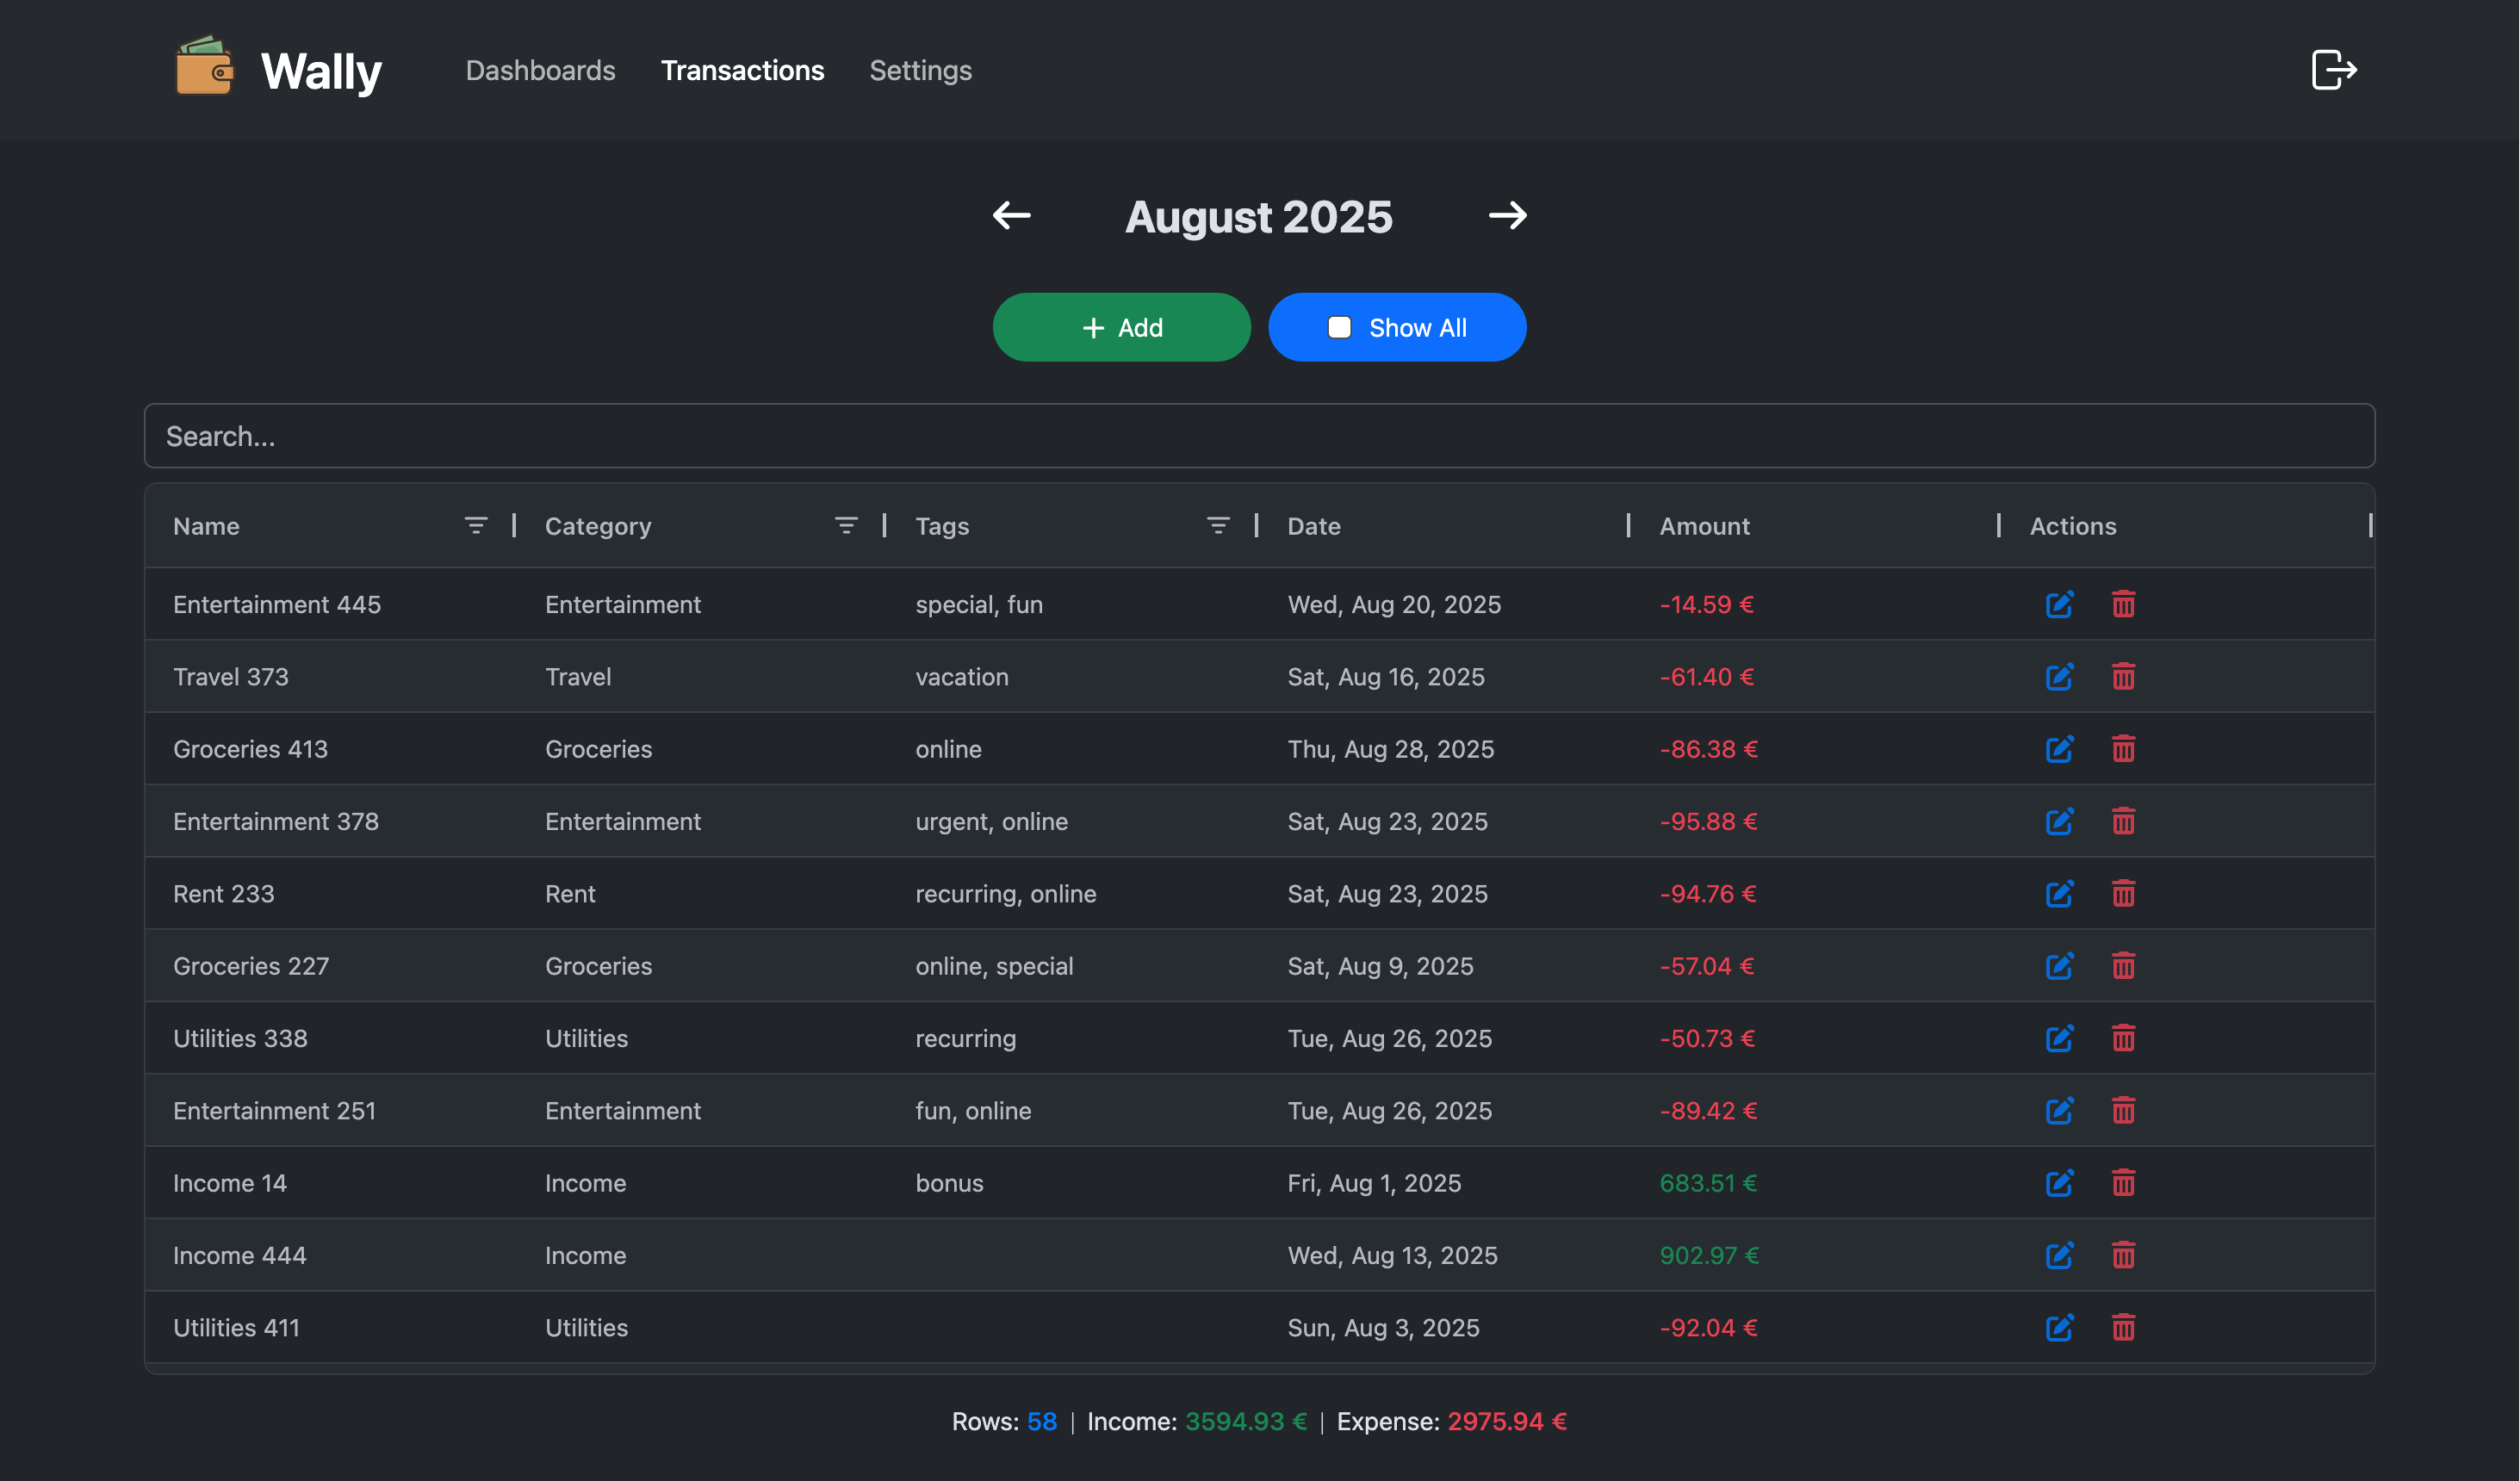 Wally Dashboards Transactions Settings
August 2025
+ Add Show All
Search...
Name Category Tags Date Amount Actions
Entertainment 445 Entertainment special, fun Wed, Aug 20, 2025 -14.59 €
Travel 373 Travel vacation Sat, Aug 16, 2025 -61.40 €
Groceries 413 Groceries online Thu, Aug 28, 2025 -86.38 €
Entertainment 378 Entertainment urgent, online Sat, Aug 23, 2025 -95.88 €
Rent 233 Rent recurring, online Sat, Aug 23, 2025 -94.76 €
Groceries 227 Groceries online, special Sat, Aug 9, 2025 -57.04 €
Utilities 338 Utilities recurring Tue, Aug 26, 2025 -50.73 €
Entertainment 251 Entertainment fun, online Tue, Aug 26, 2025 -89.42 €
Income 14 Income bonus Fri, Aug 1, 2025 683.51 €
Income 444 Income Wed, Aug 13, 2025 902.97 €
Utilities 411 Utilities Sun, Aug 3, 2025 -92.04 €
Rows: 58 | Income: 3594.93 € | Expense: 2975.94 €